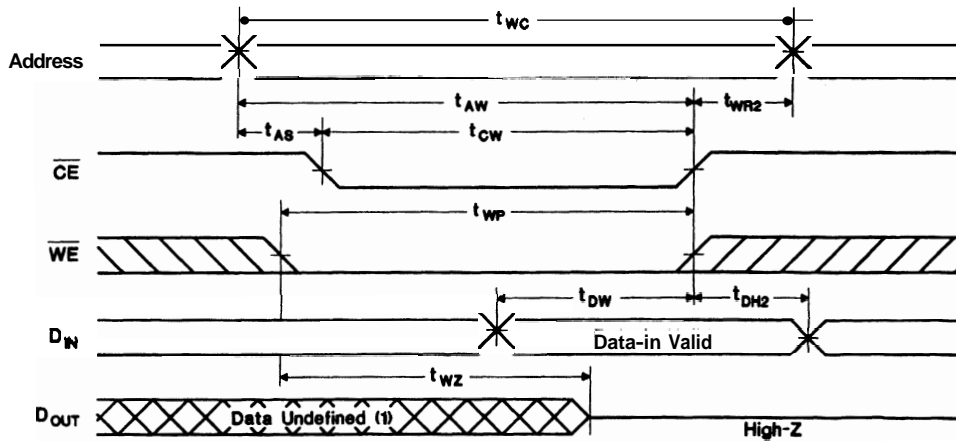 tWC
Address
tAW
tWR2
tAS
tCW
CE
tWP
WE
tDW
tDH2
DIN
Data-in Valid
tWZ
DOUT
Data Undefined (1)
High-Z